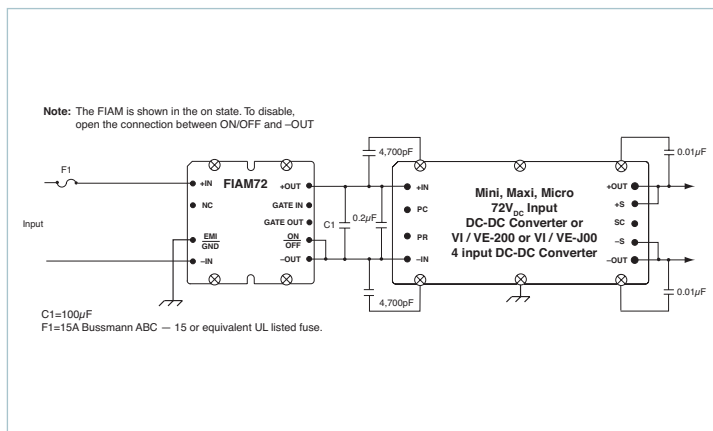 Note: The FIAM is shown in the on state. To disable,
open the connection between ON/OFF and –OUT
F1
Input
+IN
NC
EMI
GND
–IN
FIAM72
+OUT
GATE IN
GATE OUT
ON
OFF
–OUT
C1
0.2µF
4,700pF
4,700pF
+IN
PC
PR
–IN
Mini, Maxi, Micro
72VDC Input
DC-DC Converter or
VI / VE-200 or VI / VE-J00
4 input DC-DC Converter
+OUT
+S
SC
–S
–OUT
0.01µF
0.01µF
C1=100µF
F1=15A Bussmann ABC — 15 or equivalent UL listed fuse.